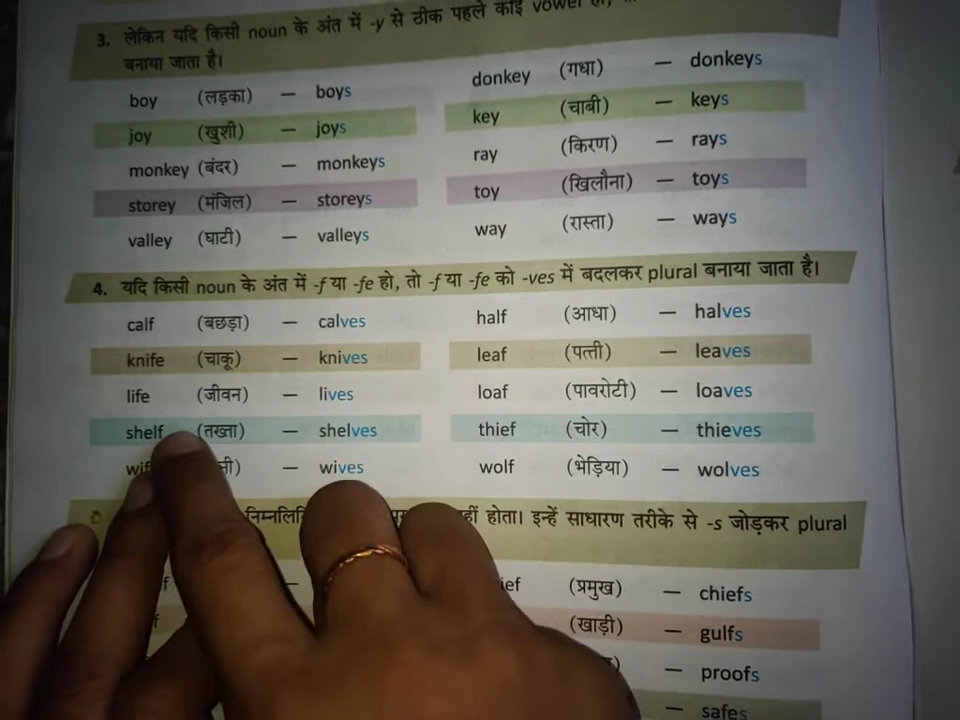 3. लेकिन यदि किसी noun के अंत में -y से ठीक पहले कोई vowel
बनाया जाता है।
boy (लड़का) — boys
joy (खुशी) — joys
monkey (बंदर) — monkeys
storey (मंजिल) — storeys
valley (घाटी) — valleys
donkey (गधा) — donkeys
key (चाबी) — keys
ray (किरण) — rays
toy (खिलौना) — toys
way (रास्ता) — ways
4. यदि किसी noun के अंत में -f या -fe हो, तो -f या -fe को -ves में बदलकर plural बनाया जाता है।
calf (बछड़ा) — calves
knife (चाकू) — knives
life (जीवन) — lives
shelf (तख्ता) — shelves
— wives
half (आधा) — halves
leaf (पत्ती) — leaves
loaf (पावरोटी) — loaves
thief (चोर) — thieves
wolf (भेड़िया) — wolves
होता। इन्हें साधारण तरीके से -s जोड़कर plural
(प्रमुख) — chiefs
(खाड़ी) — gulfs
— proofs
— safes